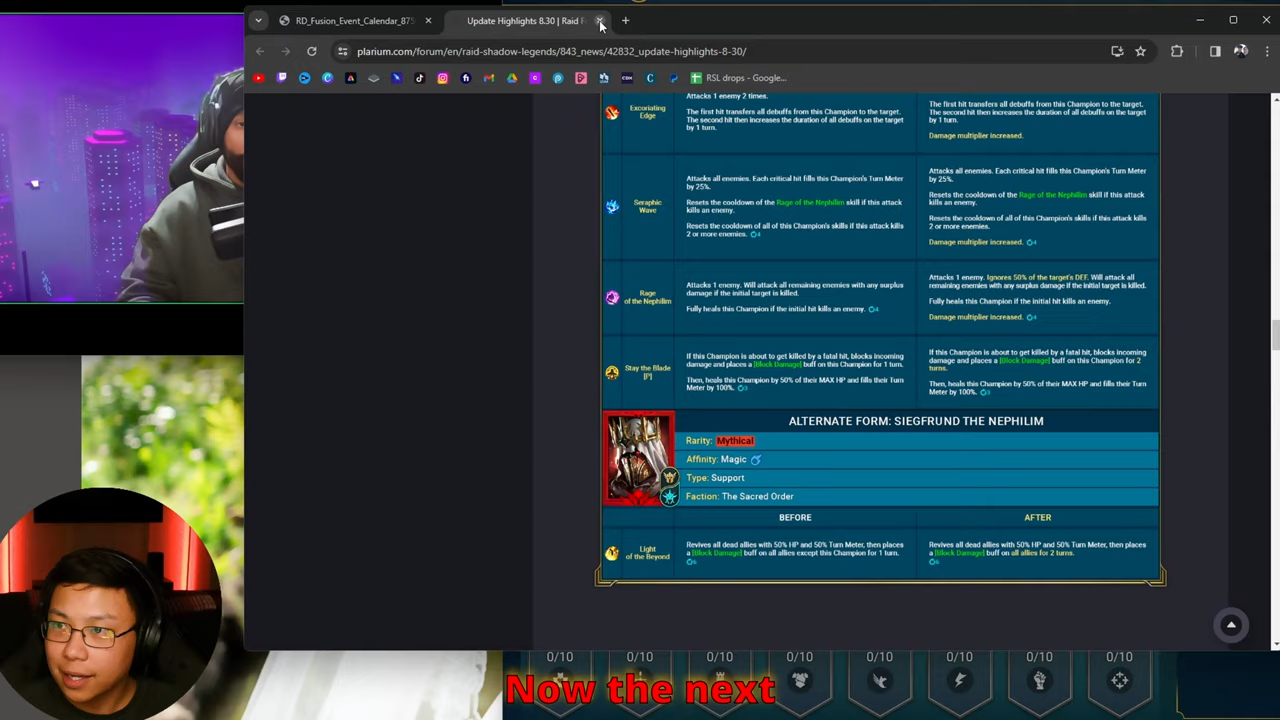 RD_Fusion_Event_Calendar_875
Update Highlights 8.30 | Raid
plarium.com/forum/en/raid-shadow-legends/843_news/42832_update-highlights-8-30/
RSL drops - Google...
Excoriating
Edge
Attacks 1 enemy 2 times.
The first hit transfers all debuffs from this Champion to the target.
The second hit then increases the duration of all debuffs on the target
by 1 turn.
The first hit transfers all debuffs from this Champion to the target.
The second hit then increases the duration of all debuffs on the target
by 1 turn.
Damage multiplier increased.
Seraphic
Wave
Attacks all enemies. Each critical hit fills this Champion's Turn Meter
by 25%.
Resets the cooldown of the Rage of the Nephilim skill if this attack
kills an enemy.
Resets the cooldown of all of this Champion's skills if this attack kills
2 or more enemies. 4
Attacks all enemies. Each critical hit fills this Champion's Turn Meter
by 25%.
Resets the cooldown of the Rage of the Nephilim skill if this attack
kills an enemy.
Resets the cooldown of all of this Champion's skills if this attack kills
2 or more enemies.
Damage multiplier increased. 4
Rage
of the Nephilim
Attacks 1 enemy. Will attack all remaining enemies with any surplus
damage if the initial target is killed.
Fully heals this Champion if the initial hit kills an enemy. 4
Attacks 1 enemy. Ignores 50% of the target's DEF. Will attack all
remaining enemies with any surplus damage if the initial target is killed.
Fully heals this Champion if the initial hit kills an enemy.
Damage multiplier increased. 4
Stay the Blade
[P]
If this Champion is about to get killed by a fatal hit, blocks incoming
damage and places a [Block Damage] buff on this Champion for 1 turn.
Then, heals this Champion by 50% of their MAX HP and fills their Turn
Meter by 100%.
If this Champion is about to get killed by a fatal hit, blocks incoming
damage and places a [Block Damage] buff on this Champion for 2
turns.
Then, heals this Champion by 50% of their MAX HP and fills their Turn
Meter by 100%.
ALTERNATE FORM: SIEGFRUND THE NEPHILIM
Rarity: Mythical
Affinity: Magic
Type: Support
Faction: The Sacred Order
BEFORE
AFTER
Light
of the Beyond
Revives all dead allies with 50% HP and 50% Turn Meter, then places
a [Block Damage] buff on all allies except this Champion for 1 turn.
Revives all dead allies with 50% HP and 50% Turn Meter, then places
a [Block Damage] buff on all allies for 2 turns.
0/10 0/10 0/10 0/10 0/10 0/10 0/10 0/10
Now the next